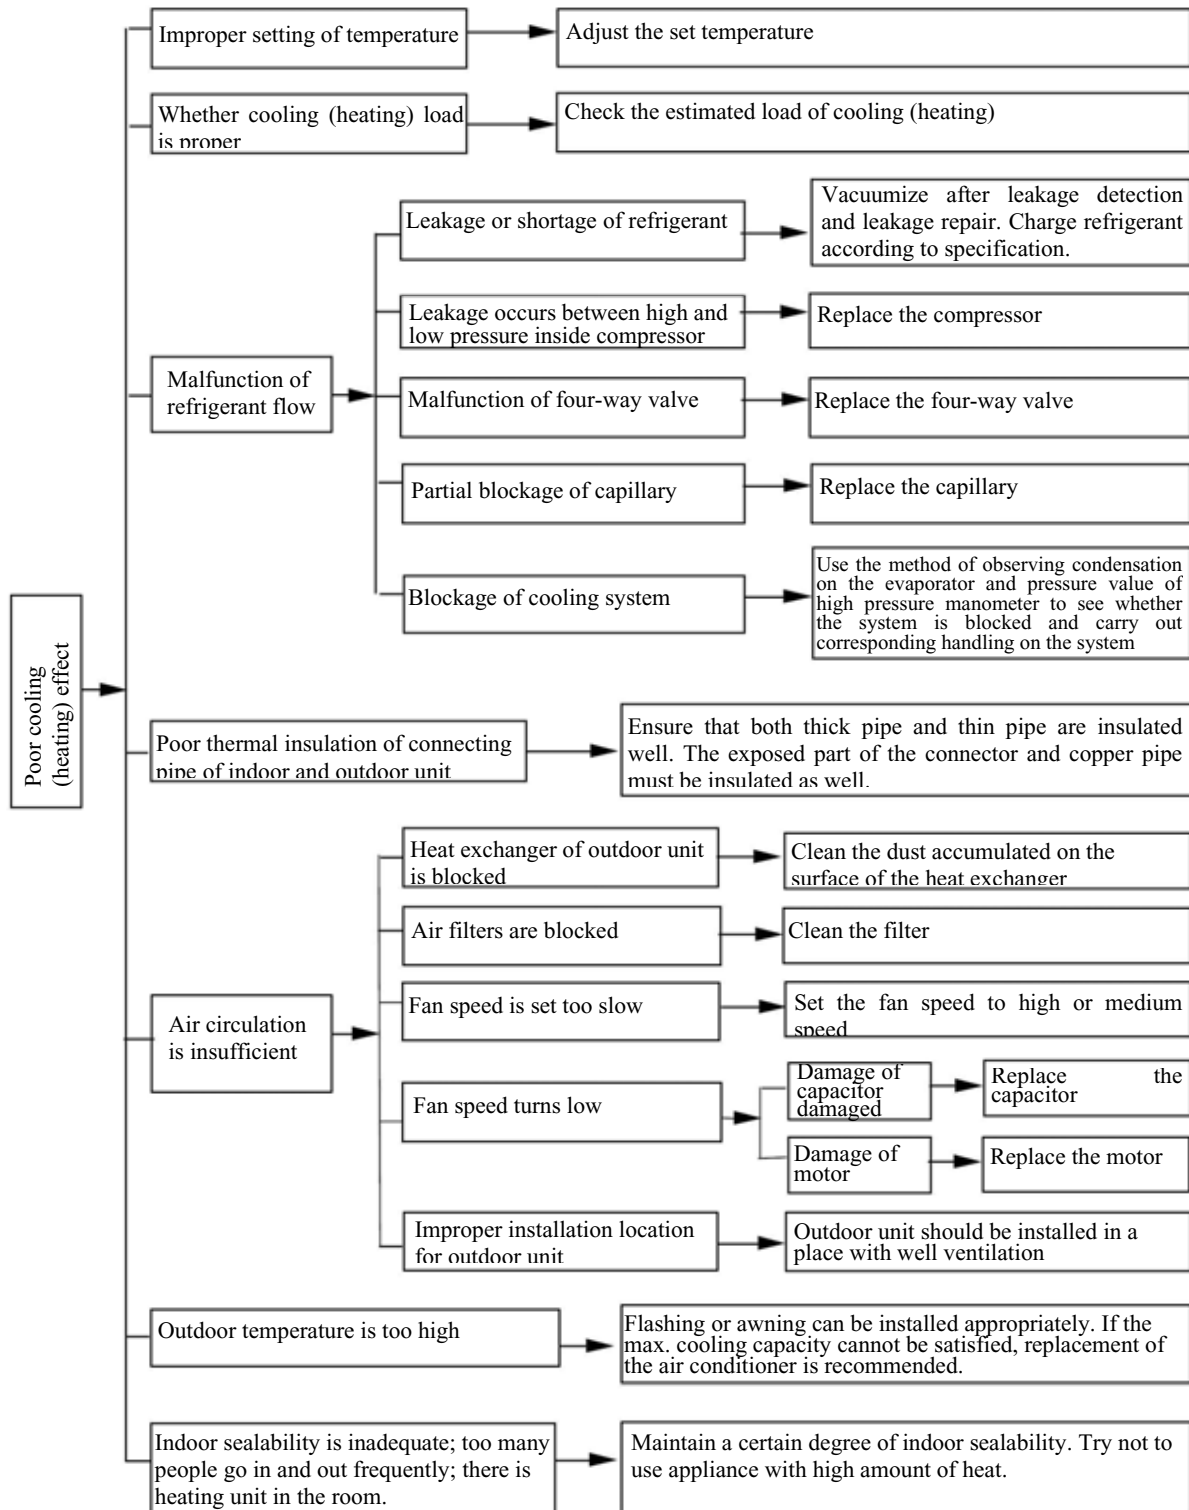 Improper setting of temperature
Adjust the set temperature
Whether cooling (heating) load
is proper
Check the estimated load of cooling (heating)
Leakage or shortage of refrigerant
Vacuumize after leakage detection
and leakage repair. Charge refrigerant
according to specification.
Leakage occurs between high and
low pressure inside compressor
Replace the compressor
Malfunction of
refrigerant flow
Malfunction of four-way valve
Replace the four-way valve
Partial blockage of capillary
Replace the capillary
Blockage of cooling system
Use the method of observing condensation
on the evaporator and pressure value of
high pressure manometer to see whether
the system is blocked and carry out
corresponding handling on the system
Poor cooling
(heating) effect
Poor thermal insulation of connecting
pipe of indoor and outdoor unit
Ensure that both thick pipe and thin pipe are insulated
well. The exposed part of the connector and copper pipe
must be insulated as well.
Heat exchanger of outdoor unit
is blocked
Clean the dust accumulated on the
surface of the heat exchanger
Air filters are blocked
Clean the filter
Air circulation
is insufficient
Fan speed is set too slow
Set the fan speed to high or medium
speed
Fan speed turns low
Damage of
capacitor
damaged
Replace the
capacitor
Damage of
motor
Replace the motor
Improper installation location
for outdoor unit
Outdoor unit should be installed in a
place with well ventilation
Outdoor temperature is too high
Flashing or awning can be installed appropriately. If the
max. cooling capacity cannot be satisfied, replacement of
the air conditioner is recommended.
Indoor sealability is inadequate; too many
people go in and out frequently; there is
heating unit in the room.
Maintain a certain degree of indoor sealability. Try not to
use appliance with high amount of heat.